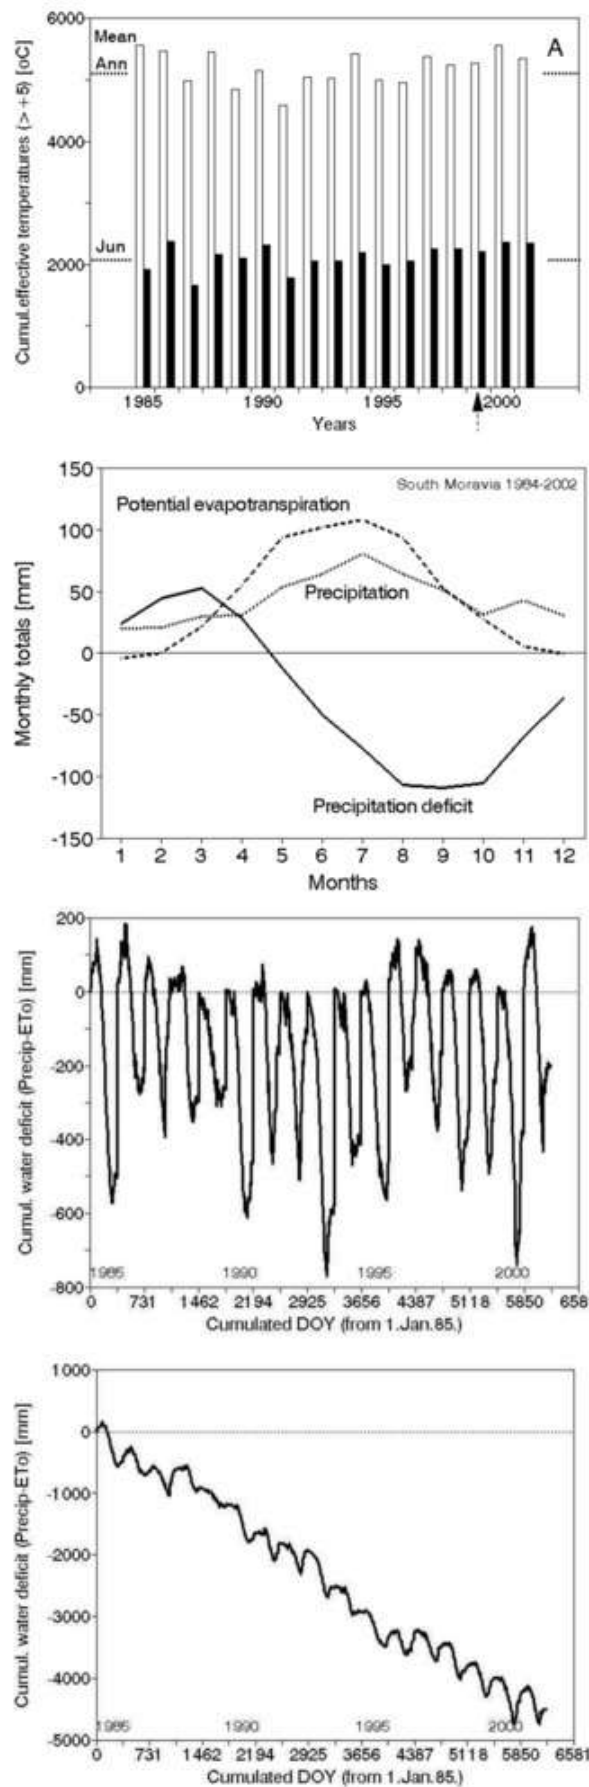 Cumul.effective temperatures (>+5) [oC]
6000
4000
2000
0
Mean
Ann
Jun
A
1985 1990 1995 2000
Years
Monthly totals [mm]
150
100
50
0
-50
-100
-150
South Moravia 1984-2002
Potential evapotranspiration
Precipitation
Precipitation deficit
1 2 3 4 5 6 7 8 9 10 11 12
Months
Cumul. water deficit (Precip-ETo) [mm]
200
0
-200
-400
-600
-800
1985 1990 1995 2000
0 731 1462 2194 2925 3656 4387 5118 5850 658
Cumulated DOY (from 1.Jan.85.)
Cumul. water deficit (Precip-ETo) [mm]
1000
0
-1000
-2000
-3000
-4000
-5000
1985 1990 1995 2000
0 731 1462 2194 2925 3656 4387 5118 5850 6581
Cumulated DOY (from 1.Jan.85.)